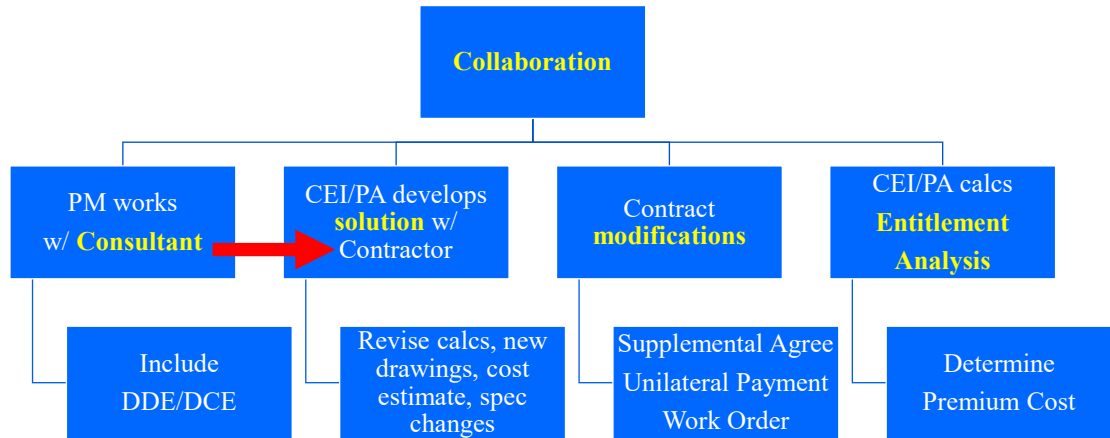 Collaboration
PM works
w/ Consultant
CEI/PA develops
solution w/
Contractor
Contract
modifications
CEI/PA calcs
Entitlement
Analysis
Include
DDE/DCE
Revise calcs, new
drawings, cost
estimate, spec
changes
Supplemental Agree
Unilateral Payment
Work Order
Determine
Premium Cost